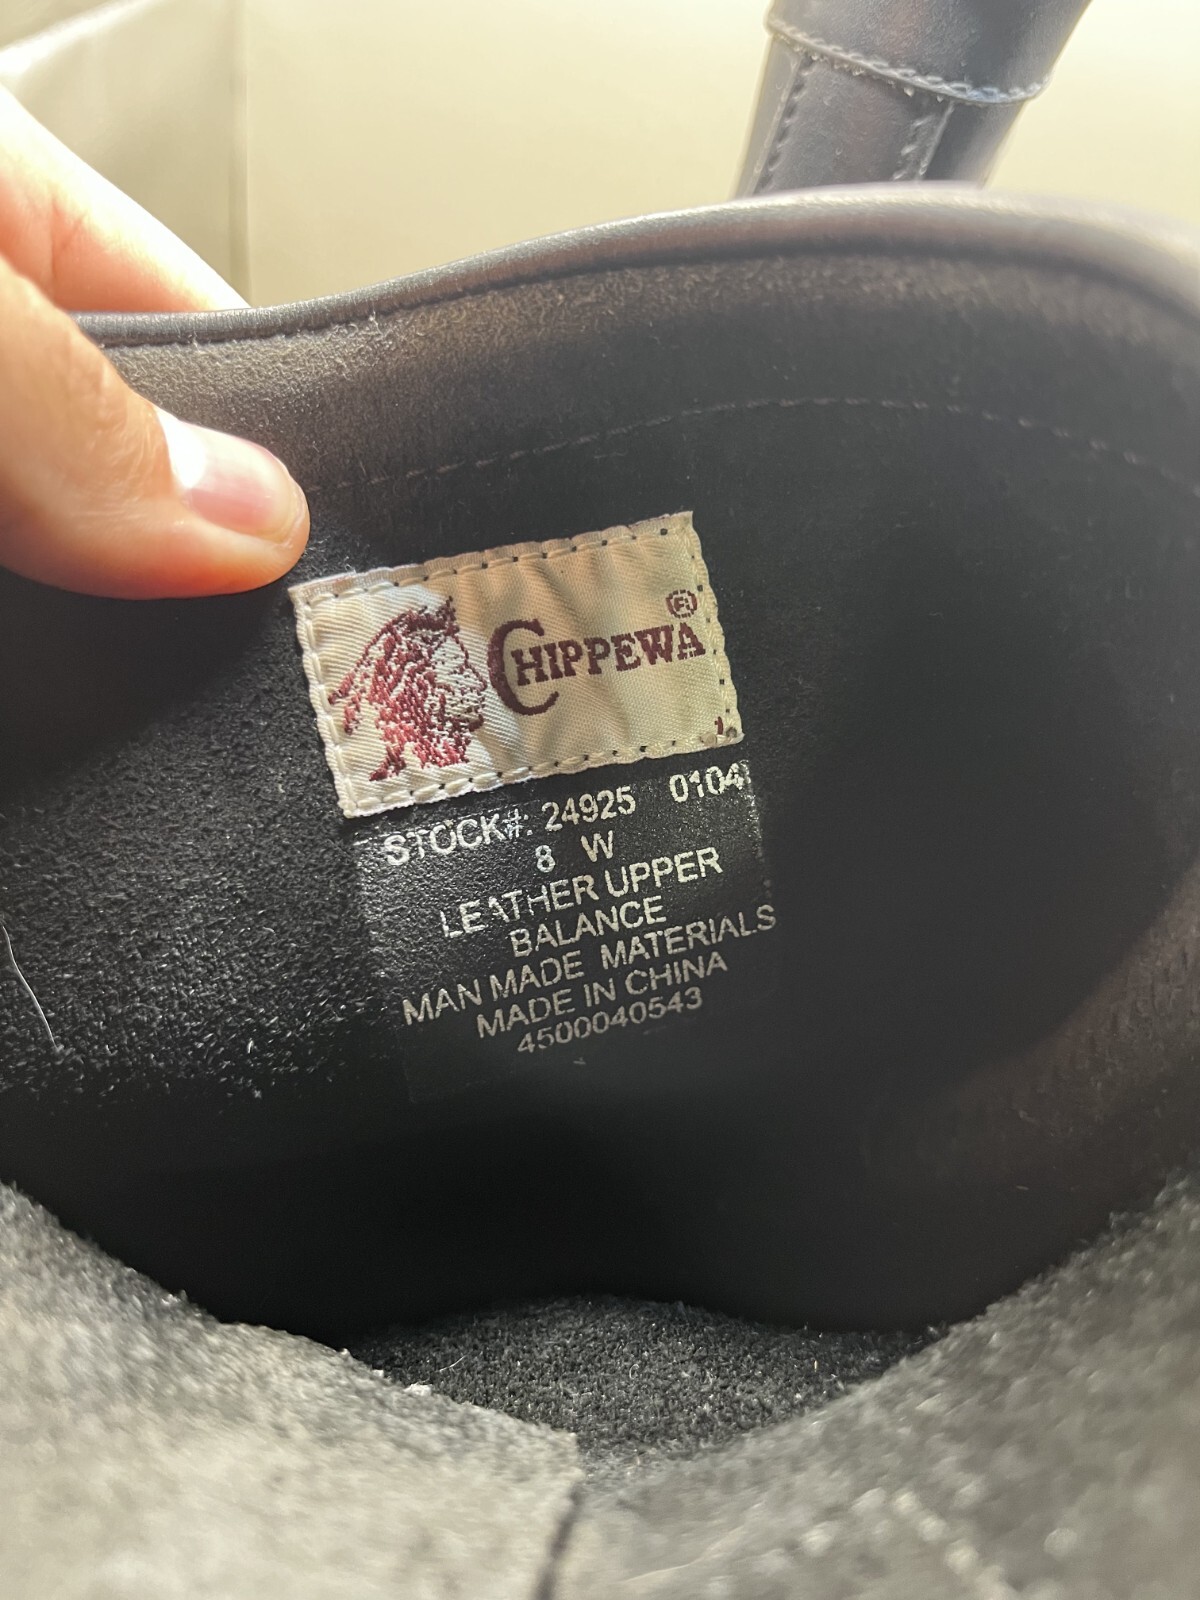 CHIPPEWA ®
STOCK#: 24925 0104
8 W
LEATHER UPPER
BALANCE
MAN MADE MATERIALS
MADE IN CHINA
4500040543